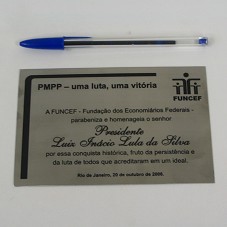 PMPP – uma luta, uma vitória
FUNCEF
A FUNCEF - Fundação dos Economiários Federais -
parabeniza e homenageia o senhor
Presidente
Luiz Inácio Lula da Silva
por essa conquista histórica, fruto da persistência e
da luta de todos que acreditaram em um ideal.
Rio de Janeiro, 25 de outubro de 2006.